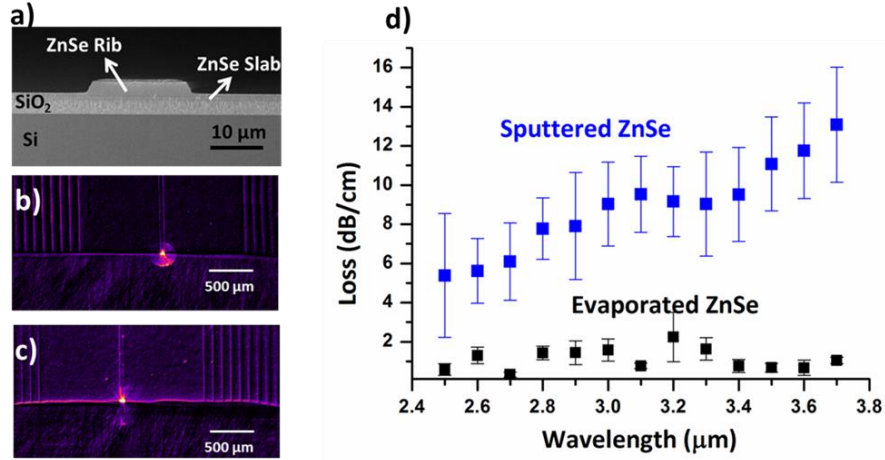 a)
ZnSe Rib
ZnSe Slab
SiO2
Si
10 μm
b)
500 μm
c)
500 μm
d)
16
14
12
10
8
6
4
2
Loss (dB/cm)
Sputtered ZnSe
Evaporated ZnSe
2.4 2.6 2.8 3.0 3.2 3.4 3.6 3.8
Wavelength (μm)